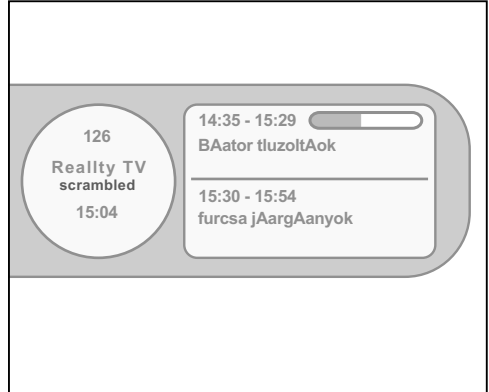 126
Reallty TV
scrambled
15:04
14:35 - 15:29
BAator tluzoltAok
15:30 - 15:54
furcsa jAargAanyok